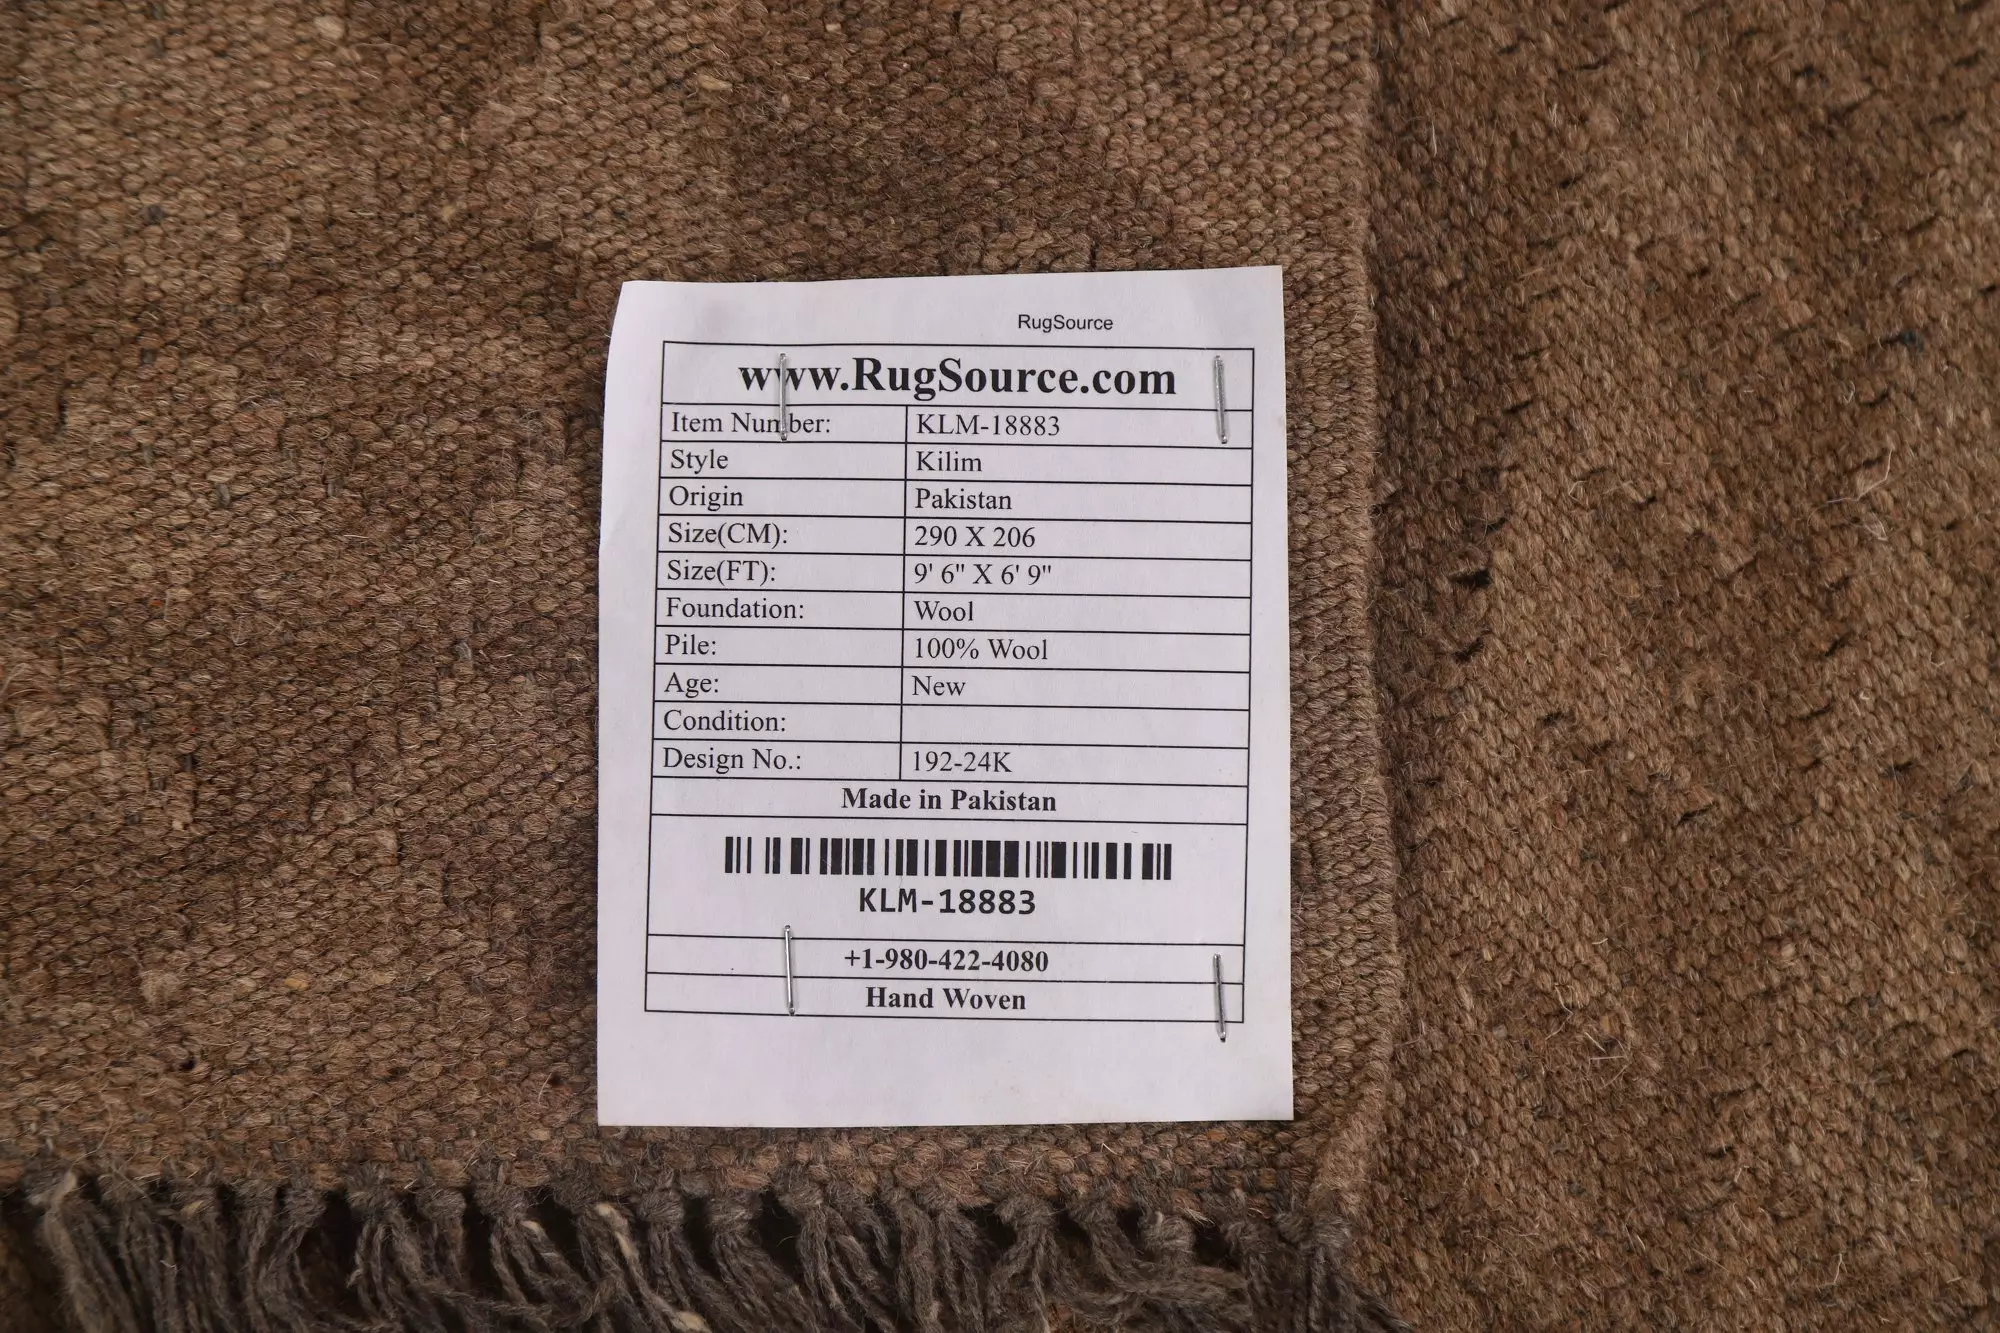 RugSource
www.RugSource.com
Item Number: KLM-18883
Style Kilim
Origin Pakistan
Size(CM): 290 X 206
Size(FT): 9' 6" X 6' 9"
Foundation: Wool
Pile: 100% Wool
Age: New
Condition:
Design No.: 192-24K
Made in Pakistan
KLM-18883
+1-980-422-4080
Hand Woven